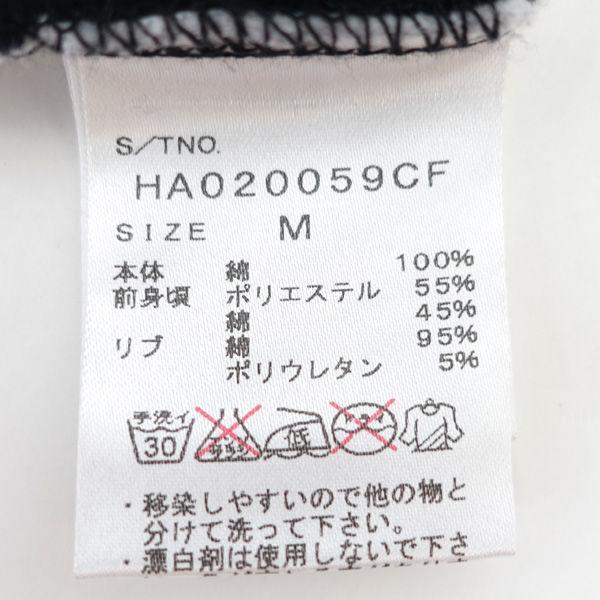 S/TNO.
HA020059CF
SIZE M
本体 綿 100%
前身頃 ポリエステル 55%
綿 45%
リブ 綿 95%
ポリウレタン 5%
手洗イ 30 低 ドライ
・移染しやすいので他の物と
分けて洗って下さい。
・漂白剤は使用しないで下さ